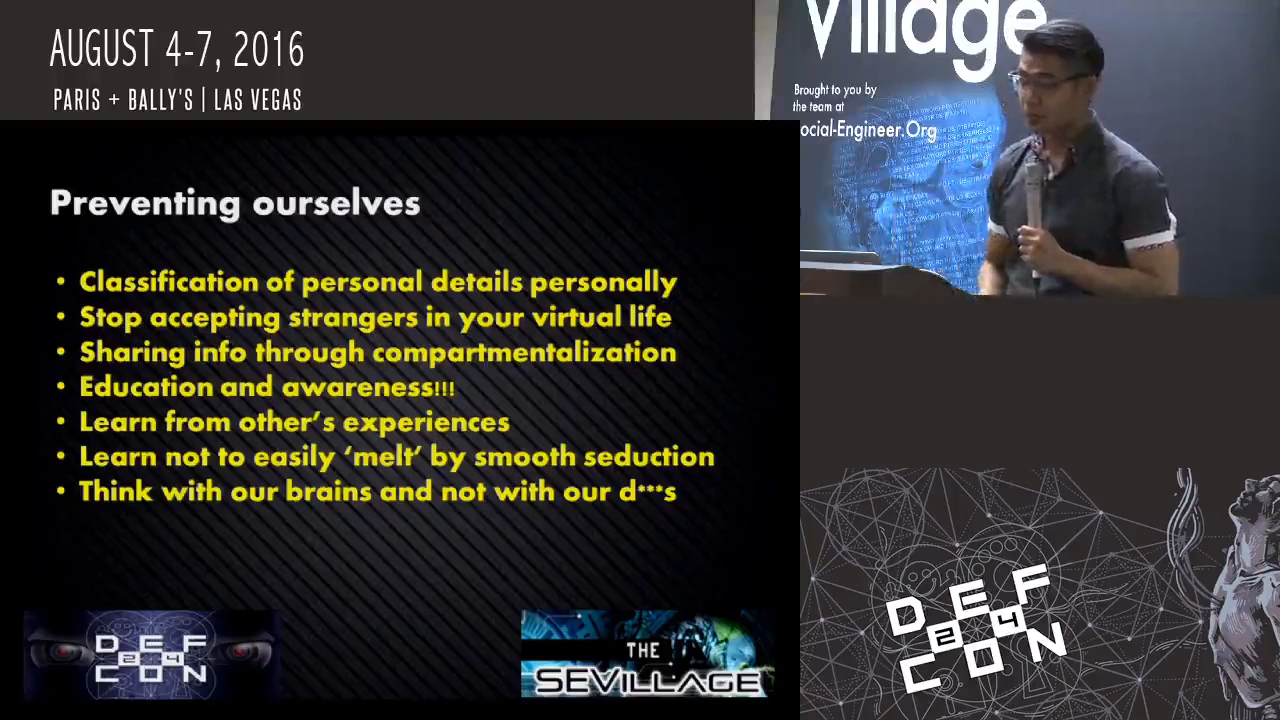 AUGUST 4-7, 2016
PARIS + BALLY'S | LAS VEGAS
Village
Brought to you by
the team at
ocial-Engineer.Org
Preventing ourselves
• Classification of personal details personally
• Stop accepting strangers in your virtual life
• Sharing info through compartmentalization
• Education and awareness!!!
• Learn from other's experiences
• Learn not to easily ‘melt’ by smooth seduction
• Think with our brains and not with our d***s
DEF
24
CON
THE
SEVILLAGE
DEF
24
CON